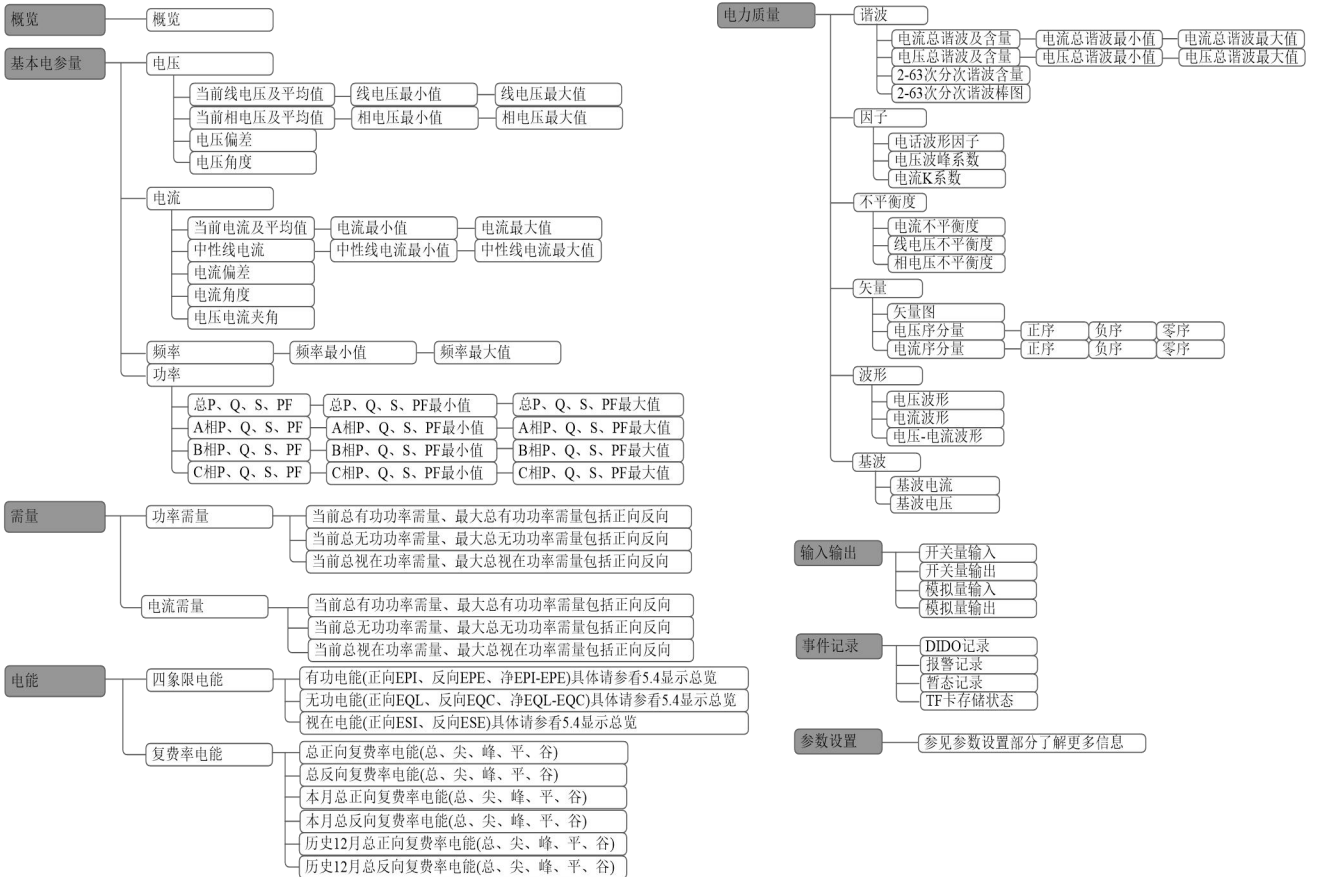 概览
概览
基本电参量
电压
当前线电压及平均值 线电压最小值 线电压最大值
当前相电压及平均值 相电压最小值 相电压最大值
电压偏差
电压角度
电流
当前电流及平均值 电流最小值 电流最大值
中性线电流 中性线电流最小值 中性线电流最大值
电流偏差
电流角度
电压电流夹角
频率 频率最小值 频率最大值
功率
总P、Q、S、PF 总P、Q、S、PF最小值 总P、Q、S、PF最大值
A相P、Q、S、PF A相P、Q、S、PF最小值 A相P、Q、S、PF最大值
B相P、Q、S、PF B相P、Q、S、PF最小值 B相P、Q、S、PF最大值
C相P、Q、S、PF C相P、Q、S、PF最小值 C相P、Q、S、PF最大值
需量
功率需量
当前总有功功率需量、最大总有功功率需量包括正向反向
当前总无功功率需量、最大总无功功率需量包括正向反向
当前总视在功率需量、最大总视在功率需量包括正向反向
电流需量
当前总有功功率需量、最大总有功功率需量包括正向反向
当前总无功功率需量、最大总无功功率需量包括正向反向
当前总视在功率需量、最大总视在功率需量包括正向反向
电能
四象限电能
有功电能(正向EPI、反向EPE、净EPI-EPE)具体请参看5.4显示总览
无功电能(正向EQL、反向EQC、净EQL-EQC)具体请参看5.4显示总览
视在电能(正向ESI、反向ESE)具体请参看5.4显示总览
复费率电能
总正向复费率电能(总、尖、峰、平、谷)
总反向复费率电能(总、尖、峰、平、谷)
本月总正向复费率电能(总、尖、峰、平、谷)
本月总反向复费率电能(总、尖、峰、平、谷)
历史12月总正向复费率电能(总、尖、峰、平、谷)
历史12月总反向复费率电能(总、尖、峰、平、谷)
电力质量
谐波
电流总谐波及含量 电流总谐波最小值 电流总谐波最大值
电压总谐波及含量 电压总谐波最小值 电压总谐波最大值
2-63次分次谐波含量
2-63次分次谐波棒图
因子
电话波形因子
电压波峰系数
电流K系数
不平衡度
电流不平衡度
线电压不平衡度
相电压不平衡度
矢量
矢量图
电压序分量 正序 负序 零序
电流序分量 正序 负序 零序
波形
电压波形
电流波形
电压-电流波形
基波
基波电流
基波电压
输入输出
开关量输入
开关量输出
模拟量输入
模拟量输出
事件记录
DIDO记录
报警记录
暂态记录
TF卡存储状态
参数设置
参见参数设置部分了解更多信息